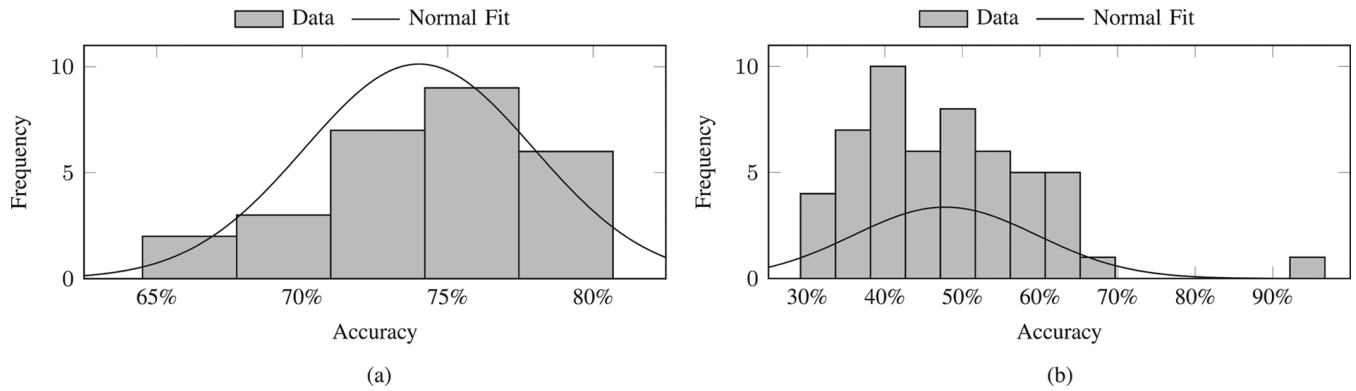 Data Normal Fit
10
5
0
Frequency
65% 70% 75% 80%
Accuracy
(a)
Data Normal Fit
10
5
0
Frequency
30% 40% 50% 60% 70% 80% 90%
Accuracy
(b)